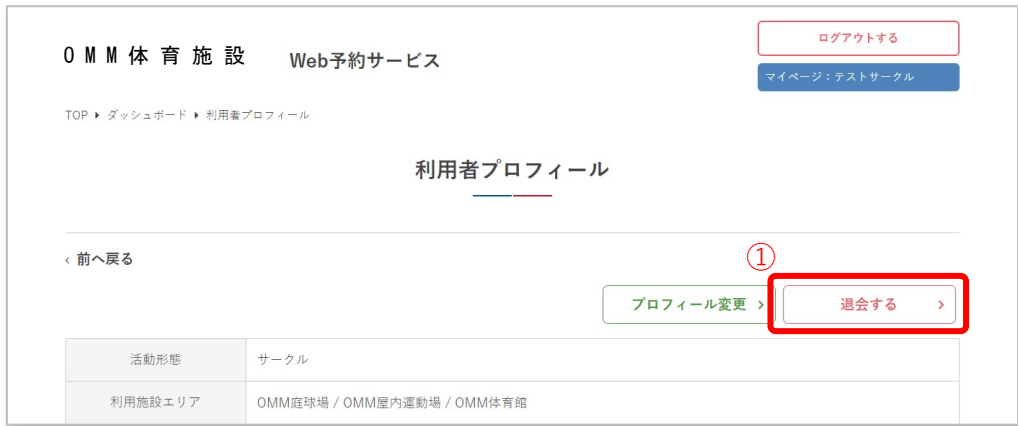 ログアウトする
OMM体育施設 Web予約サービス
マイページ：テストサークル
TOP ▶ ダッシュボード ▶ 利用者プロフィール
利用者プロフィール
‹ 前へ戻る
①
プロフィール変更 ›
退会する ›
活動形態 サークル
利用施設エリア OMM庭球場 / OMM屋内運動場 / OMM体育館